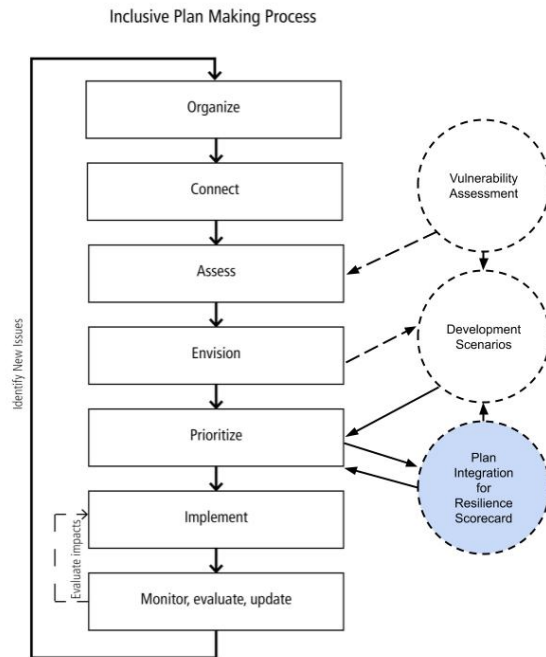 Inclusive Plan Making Process
Organize
Connect
Assess
Envision
Prioritize
Implement
Monitor, evaluate, update
Identify New Issues
Evaluate impacts
Vulnerability
Assessment
Development
Scenarios
Plan
Integration
for
Resilience
Scorecard